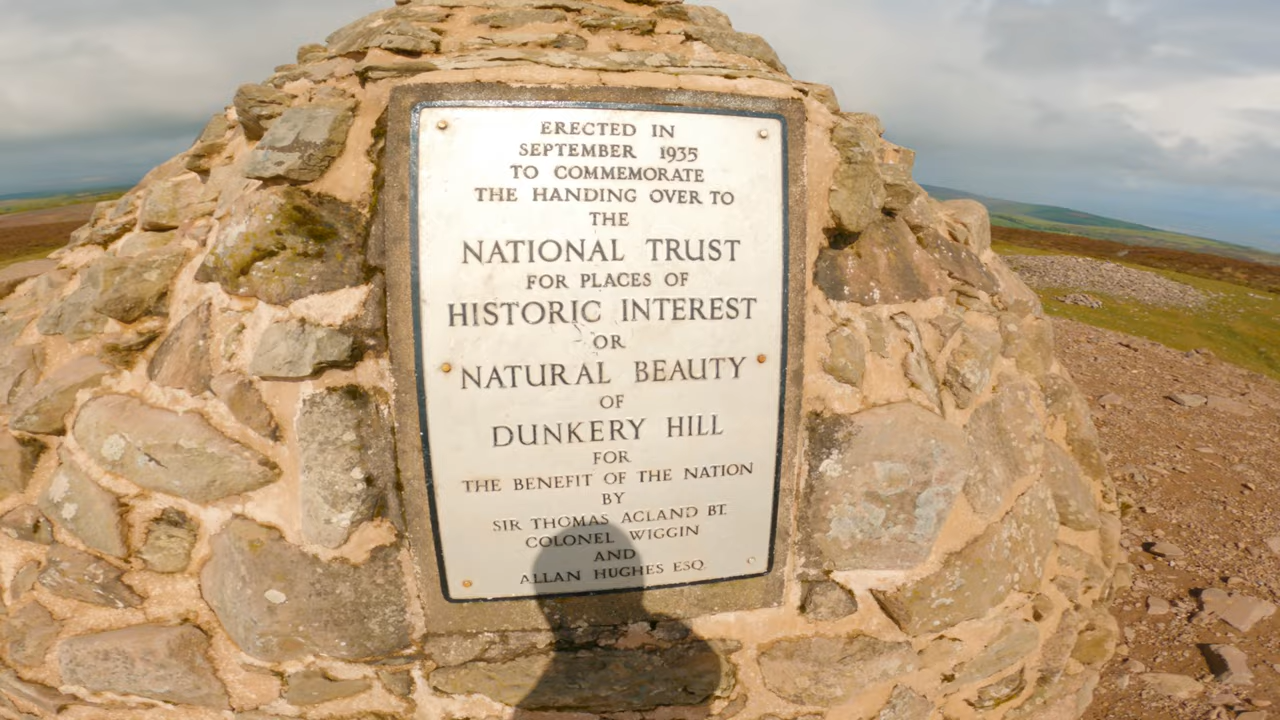 ERECTED IN
SEPTEMBER 1935
TO COMMEMORATE
THE HANDING OVER TO
THE
NATIONAL TRUST
FOR PLACES OF
HISTORIC INTEREST
OR
NATURAL BEAUTY
OF
DUNKERY HILL
FOR
THE BENEFIT OF THE NATION
BY
SIR THOMAS ACLAND BT.
COLONEL WIGGIN
AND
ALLAN HUGHES ESQ.